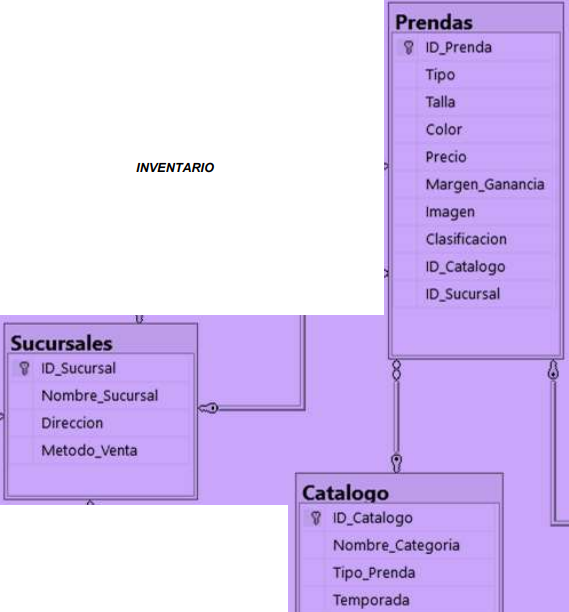 Prendas
ID_Prenda
Tipo
Talla
Color
Precio
Margen_Ganancia
Imagen
Clasificacion
ID_Catalogo
ID_Sucursal
INVENTARIO
Sucursales
ID_Sucursal
Nombre_Sucursal
Direccion
Metodo_Venta
Catalogo
ID_Catalogo
Nombre_Categoria
Tipo_Prenda
Temporada